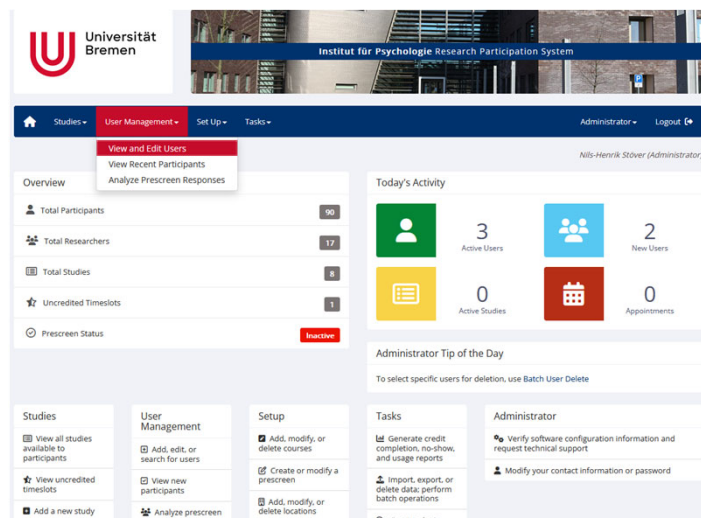 Universität
Bremen
Institut für Psychologie Research Participation System
Studies
User Management
Set Up
Tasks
Administrator
Logout
View and Edit Users
View Recent Participants
Analyze Prescreen Responses
Nils-Henrik Stöver (Administrator)
Overview
Total Participants 90
Total Researchers 17
Total Studies 8
Uncredited Timeslots 1
Prescreen Status Inactive
Today's Activity
3
Active Users
2
New Users
0
Active Studies
0
Appointments
Administrator Tip of the Day
To select specific users for deletion, use Batch User Delete
Studies
View all studies
available to
participants
View uncredited
timeslots
Add a new study
User
Management
Add, edit, or
search for users
View new
participants
Analyze prescreen
Setup
Add, modify, or
delete courses
Create or modify a
prescreen
Add, modify, or
delete locations
Tasks
Generate credit
completion, no-show,
and usage reports
Import, export, or
delete data; perform
batch operations
Administrator
Verify software configuration information and
request technical support
Modify your contact information or password